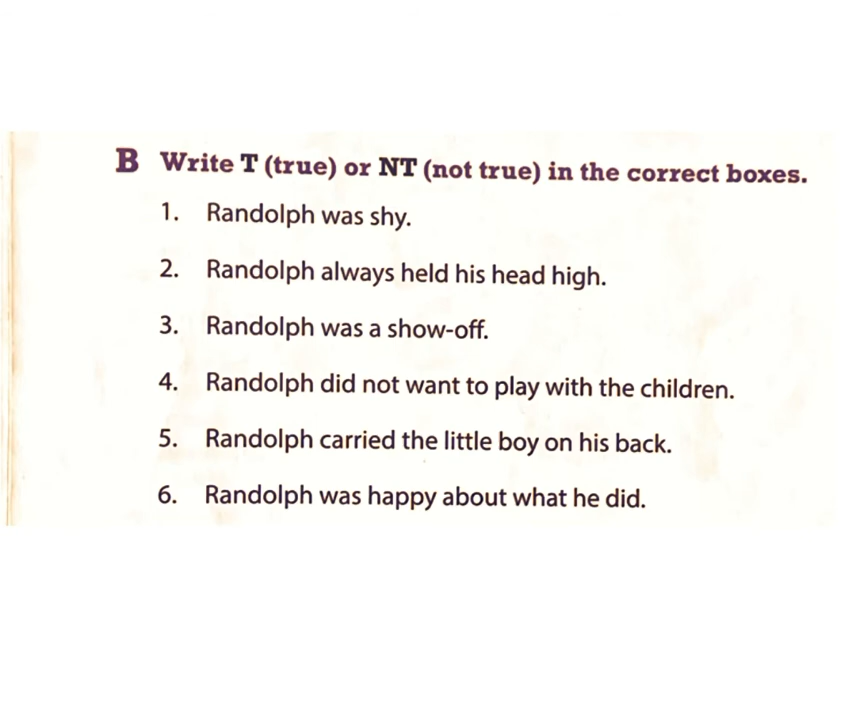 B Write T (true) or NT (not true) in the correct boxes.
1. Randolph was shy.
2. Randolph always held his head high.
3. Randolph was a show-off.
4. Randolph did not want to play with the children.
5. Randolph carried the little boy on his back.
6. Randolph was happy about what he did.